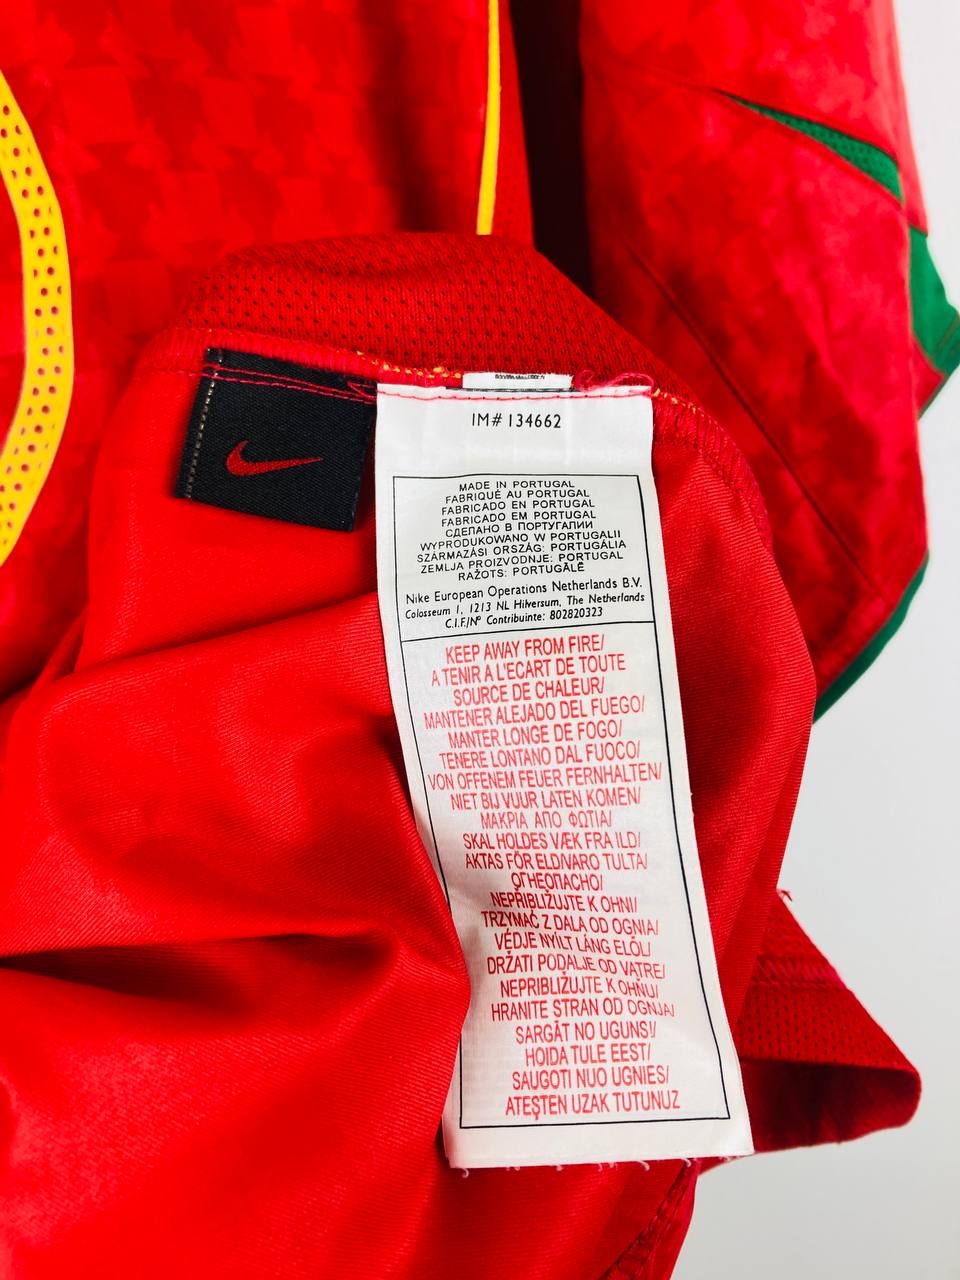 IM# 134662
MADE IN PORTUGAL
FABRIQUÉ AU PORTUGAL
FABRICADO EN PORTUGAL
FABRICADO EM PORTUGAL
СДЕЛАНО В ПОРТУГАЛИИ
WYPRODUKOWANO W PORTUGALII
SZÁRMAZÁSI ORSZÁG: PORTUGÁLIA
ZEMLJA PROIZVODNJE: PORTUGAL
RAŽOTS: PORTUGĀLĒ
Nike European Operations Netherlands B.V.
Colosseum 1, 1213 NL Hilversum, The Netherlands
C.I.F./Nº Contribuinte: 802820323
KEEP AWAY FROM FIRE/
A TENIR A L'ECART DE TOUTE
SOURCE DE CHALEUR/
MANTENER ALEJADO DEL FUEGO/
MANTER LONGE DE FOGO/
TENERE LONTANO DAL FUOCO/
VON OFFENEM FEUER FERNHALTEN/
NIET BIJ VUUR LATEN KOMEN/
ΜΑΚΡΙΑ ΑΠΟ ΦΩΤΙΑ/
SKAL HOLDES VÆK FRA ILD/
AKTAS FÖR ELDNARO TULTA/
ОГНЕОПАСНО/
NEPŘIBLIŽUJTE K OHNI/
TRZYMAĆ Z DALA OD OGNIA/
VÉDJE NYÍLT LÁNG ELŐL/
DRŽATI PODALJE OD VATRE/
NEPRIBLIŽUJTE K OHŇU/
HRANITE STRAN OD OGNJA/
SARGĀT NO UGUNS!/
HOIDA TULE EEST/
SAUGOTI NUO UGNIES/
ATEŞTEN UZAK TUTUNUZ